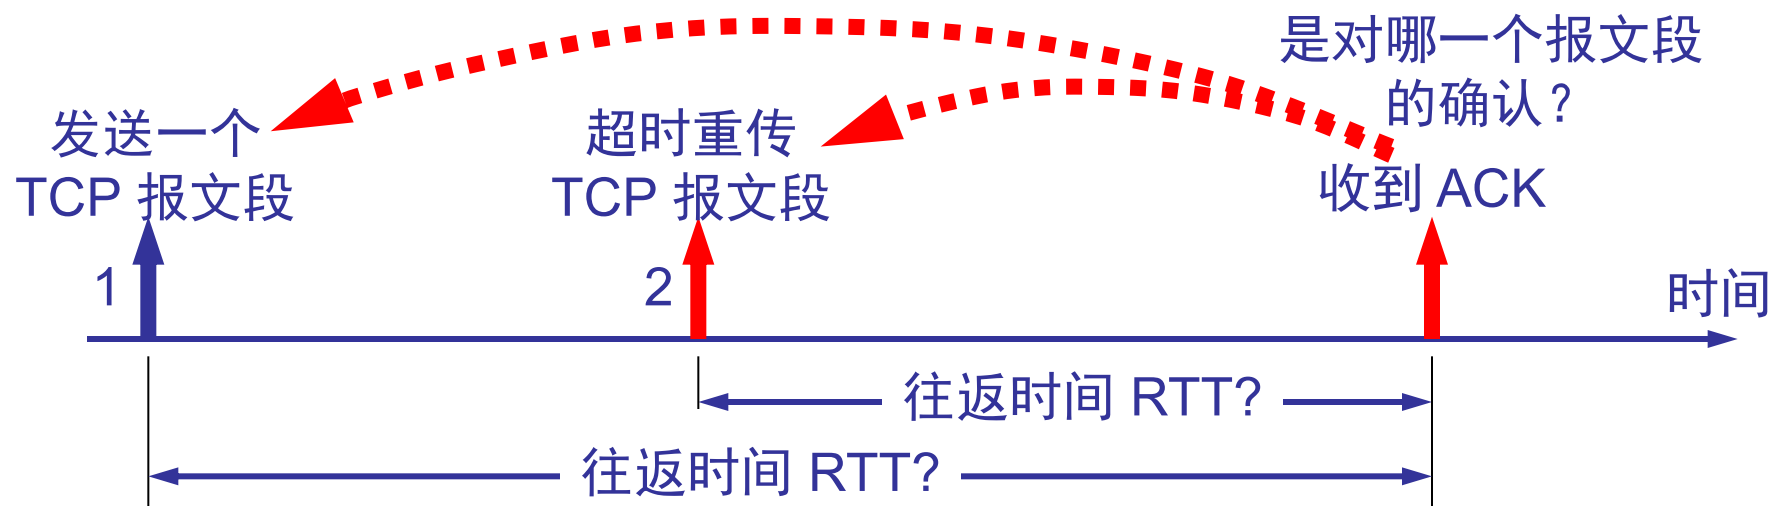 是对哪一个报文段
的确认？
发送一个
TCP 报文段
超时重传
TCP 报文段
收到 ACK
1
2
时间
往返时间 RTT?
往返时间 RTT?